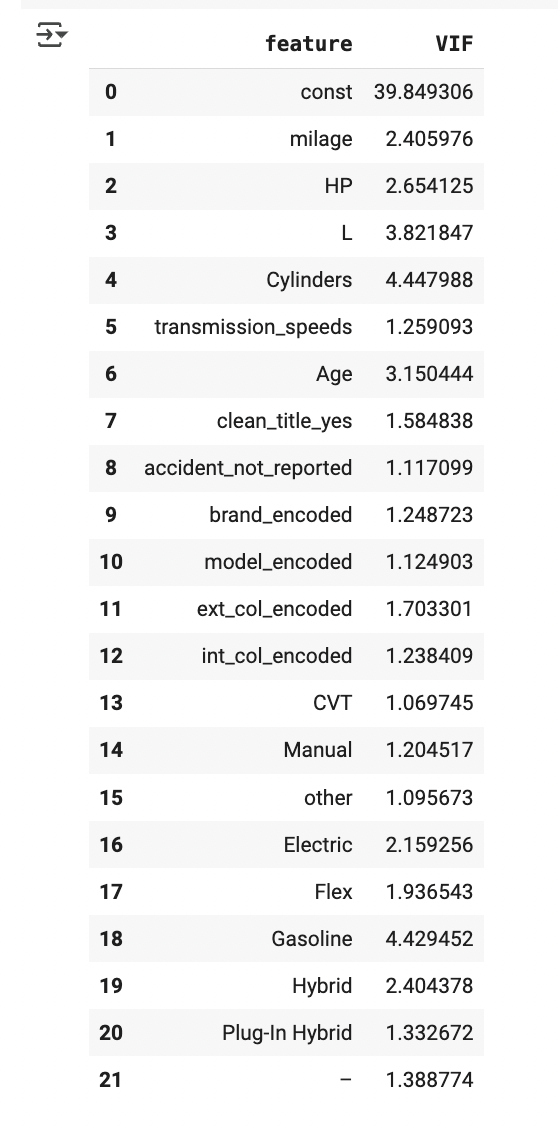 feature VIF
0 const 39.849306
1 milage 2.405976
2 HP 2.654125
3 L 3.821847
4 Cylinders 4.447988
5 transmission_speeds 1.259093
6 Age 3.150444
7 clean_title_yes 1.584838
8 accident_not_reported 1.117099
9 brand_encoded 1.248723
10 model_encoded 1.124903
11 ext_col_encoded 1.703301
12 int_col_encoded 1.238409
13 CVT 1.069745
14 Manual 1.204517
15 other 1.095673
16 Electric 2.159256
17 Flex 1.936543
18 Gasoline 4.429452
19 Hybrid 2.404378
20 Plug-In Hybrid 1.332672
21 – 1.388774